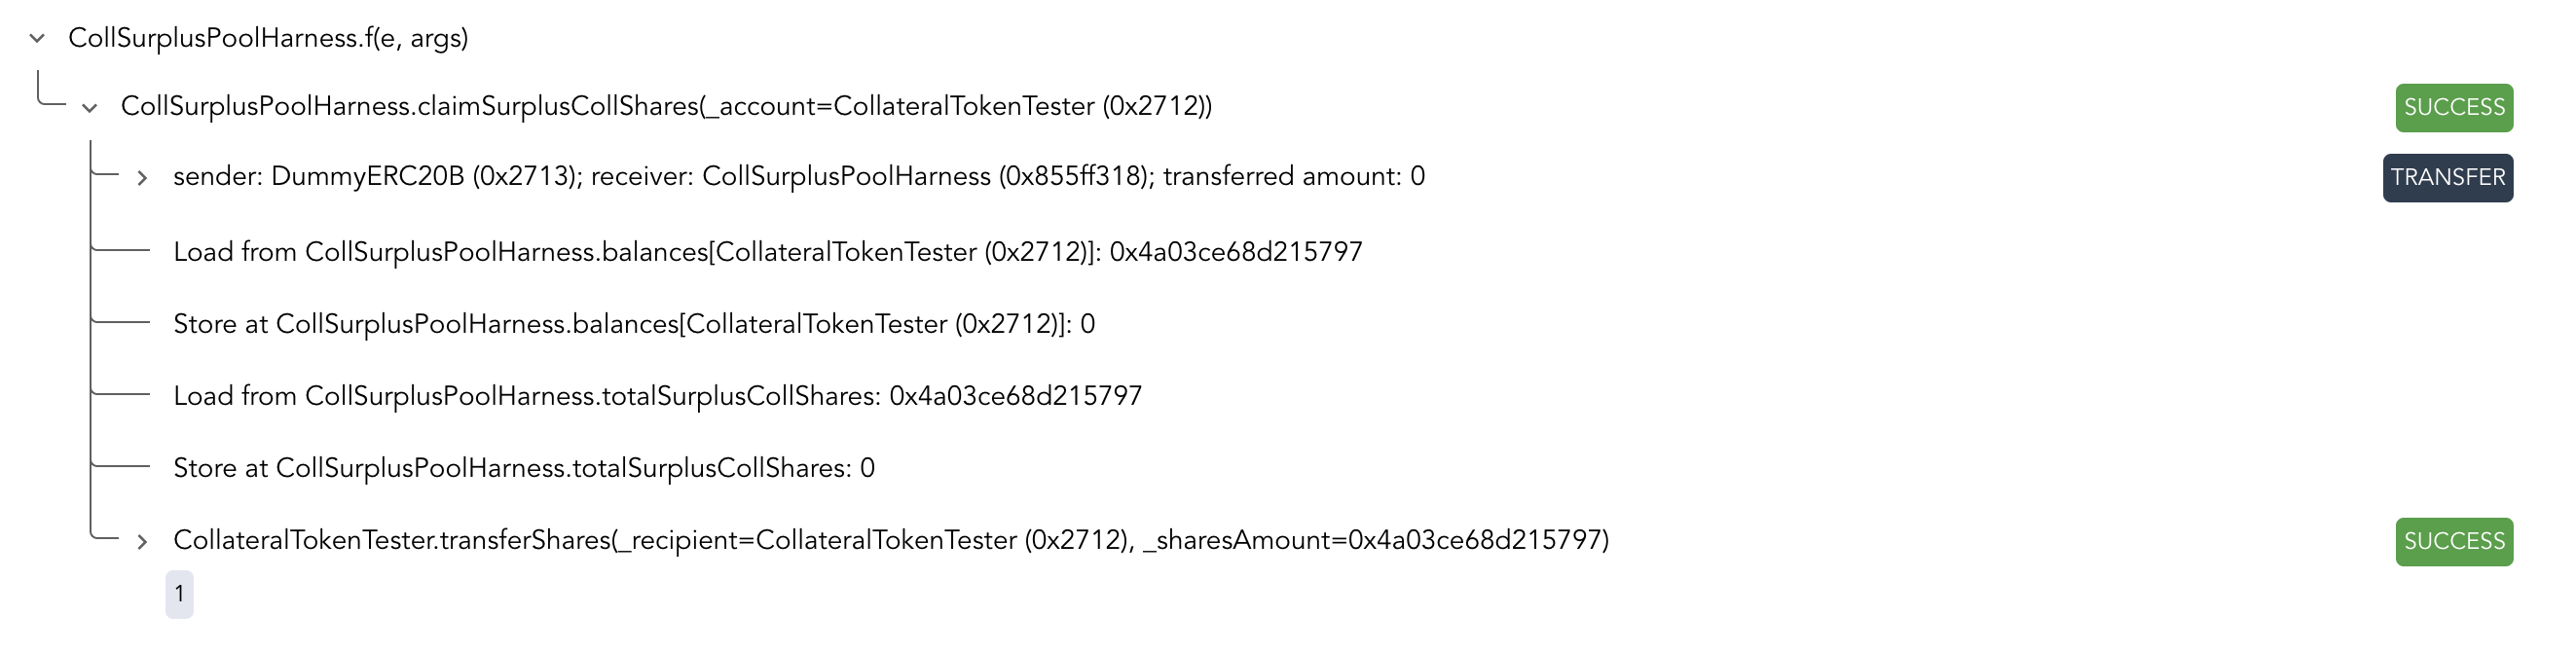 CollSurplusPoolHarness.f(e, args)
CollSurplusPoolHarness.claimSurplusCollShares(_account=CollateralTokenTester (0x2712)) SUCCESS
sender: DummyERC20B (0x2713); receiver: CollSurplusPoolHarness (0x855ff318); transferred amount: 0 TRANSFER
Load from CollSurplusPoolHarness.balances[CollateralTokenTester (0x2712)]: 0x4a03ce68d215797
Store at CollSurplusPoolHarness.balances[CollateralTokenTester (0x2712)]: 0
Load from CollSurplusPoolHarness.totalSurplusCollShares: 0x4a03ce68d215797
Store at CollSurplusPoolHarness.totalSurplusCollShares: 0
CollateralTokenTester.transferShares(_recipient=CollateralTokenTester (0x2712), _sharesAmount=0x4a03ce68d215797) SUCCESS
1